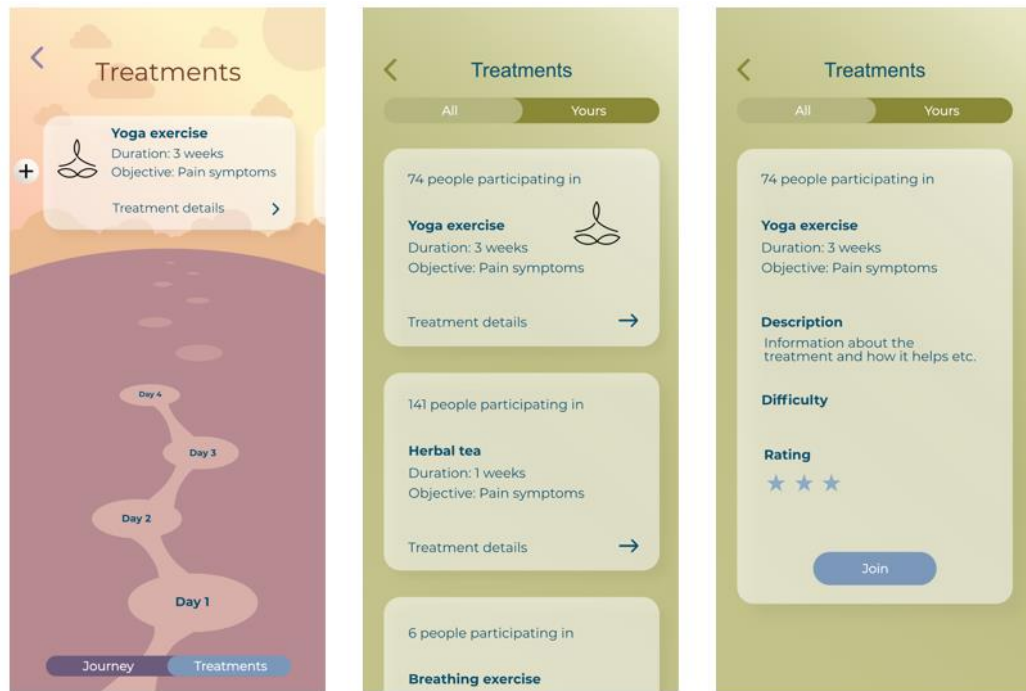 Treatments
Yoga exercise
Duration: 3 weeks
Objective: Pain symptoms
Treatment details
Day 4
Day 3
Day 2
Day 1
Journey Treatments
Treatments
All Yours
74 people participating in
Yoga exercise
Duration: 3 weeks
Objective: Pain symptoms
Treatment details
141 people participating in
Herbal tea
Duration: 1 weeks
Objective: Pain symptoms
Treatment details
6 people participating in
Breathing exercise
Treatments
All Yours
74 people participating in
Yoga exercise
Duration: 3 weeks
Objective: Pain symptoms
Description
Information about the
treatment and how it helps etc.
Difficulty
Rating
Join